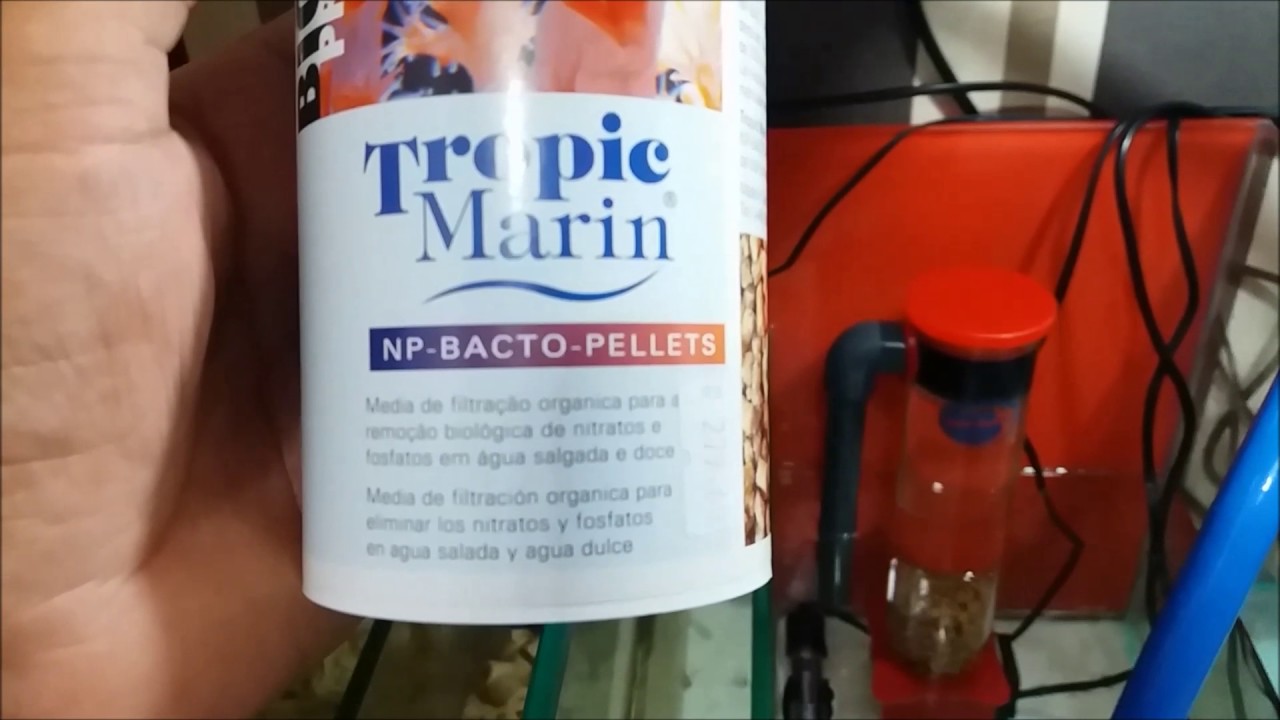 Tropic
Marin®
NP-BACTO-PELLETS
Media de filtração organica para a
remoção biológica de nitratos e
fosfatos em água salgada e doce
Media de filtración organica para
eliminar los nitratos y fosfatos
en agua salada y agua dulce